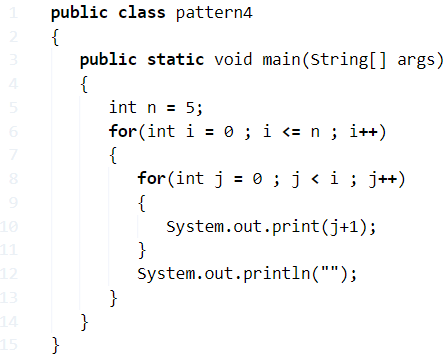 1 public class pattern4
2 {
3 public static void main(String[] args)
4 {
5 int n = 5;
6 for(int i = 0 ; i <= n ; i++)
7 {
8 for(int j = 0 ; j < i ; j++)
9 {
10 System.out.print(j+1);
11 }
12 System.out.println("");
13 }
14 }
15 }